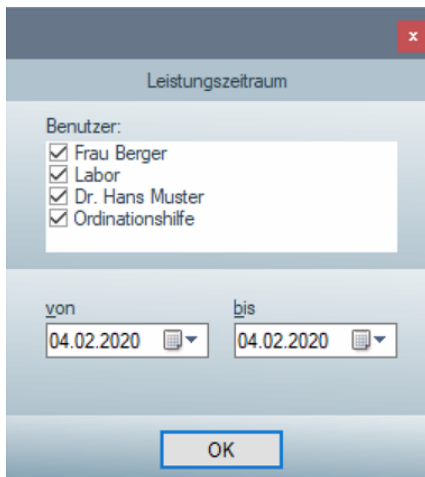 x
Leistungszeitraum
Benutzer:
Frau Berger
Labor
Dr. Hans Muster
Ordinationshilfe
von bis
04.02.2020 04.02.2020
OK